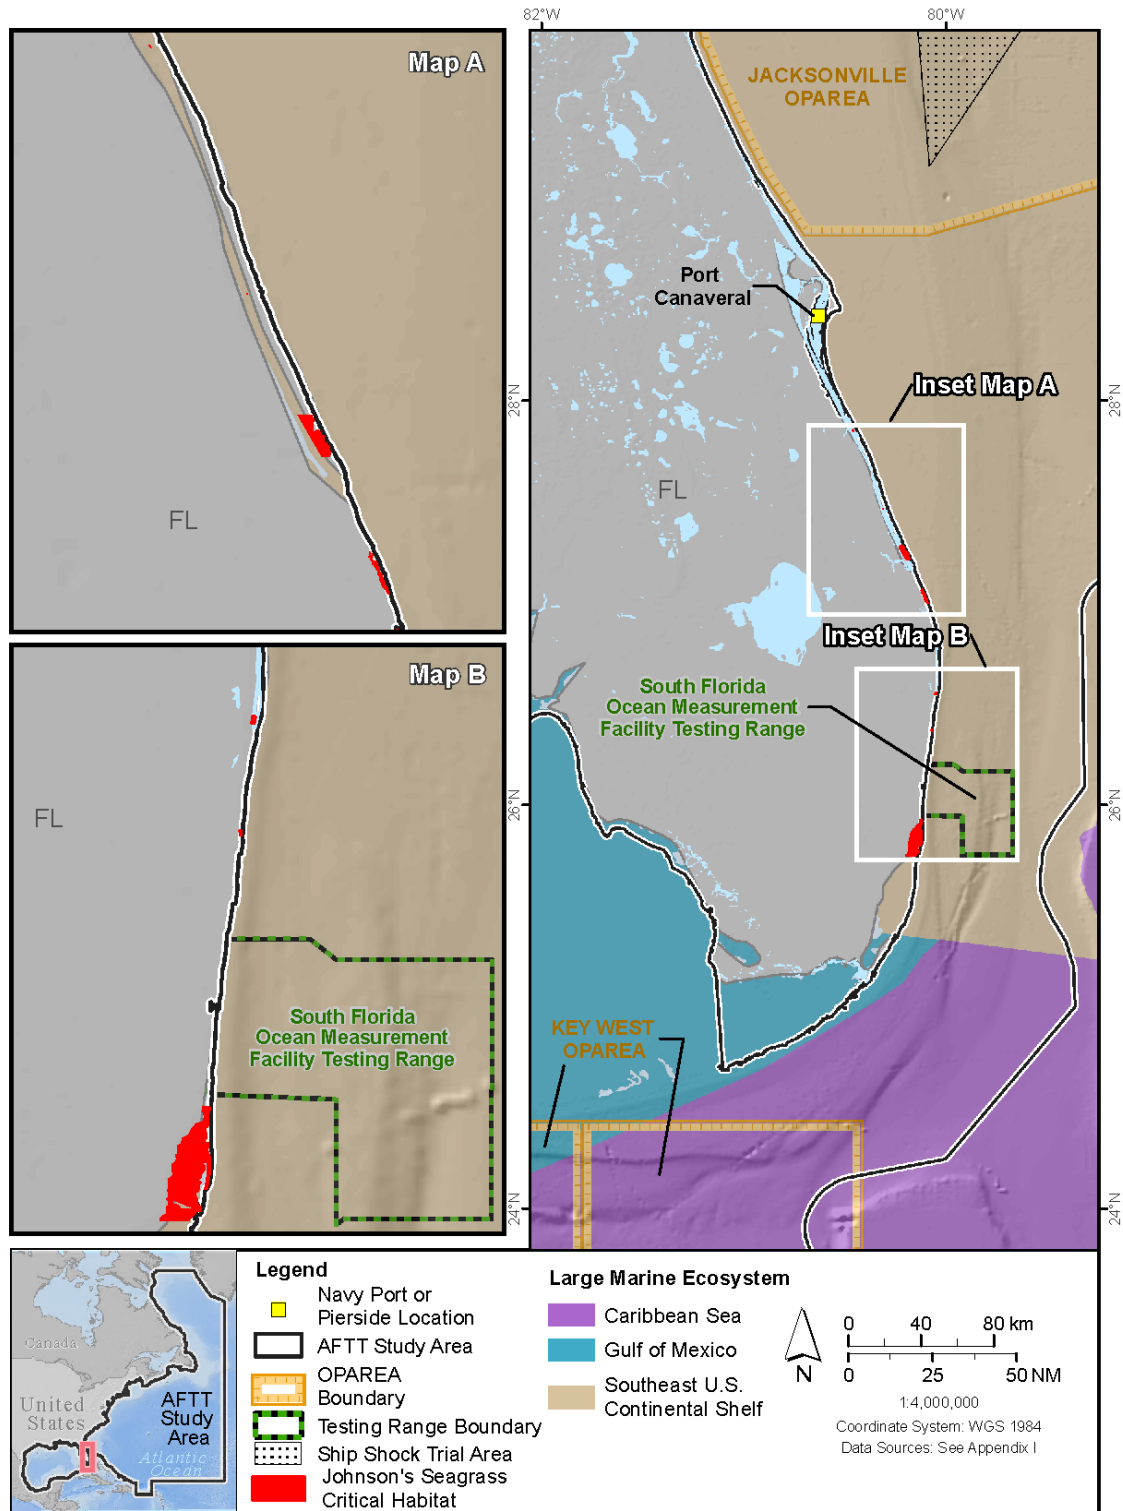 82°W
80°W
Map A
FL
JACKSONVILLE
OPAREA
Port
Canaveral
28°N
28°N
Inset Map A
FL
Inset Map B
South Florida
Ocean Measurement
Facility Testing Range
26°N
26°N
Map B
FL
South Florida
Ocean Measurement
Facility Testing Range
KEY WEST
OPAREA
24°N
24°N
Canada
United
States
AFTT
Study
Area
Atlantic
Ocean
Legend
Navy Port or
Pierside Location
AFTT Study Area
OPAREA
Boundary
Testing Range Boundary
Ship Shock Trial Area
Johnson's Seagrass
Critical Habitat
Large Marine Ecosystem
Caribbean Sea
Gulf of Mexico
Southeast U.S.
Continental Shelf
N
0 40 80 km
0 25 50 NM
1:4,000,000
Coordinate System: WGS 1984
Data Sources: See Appendix I